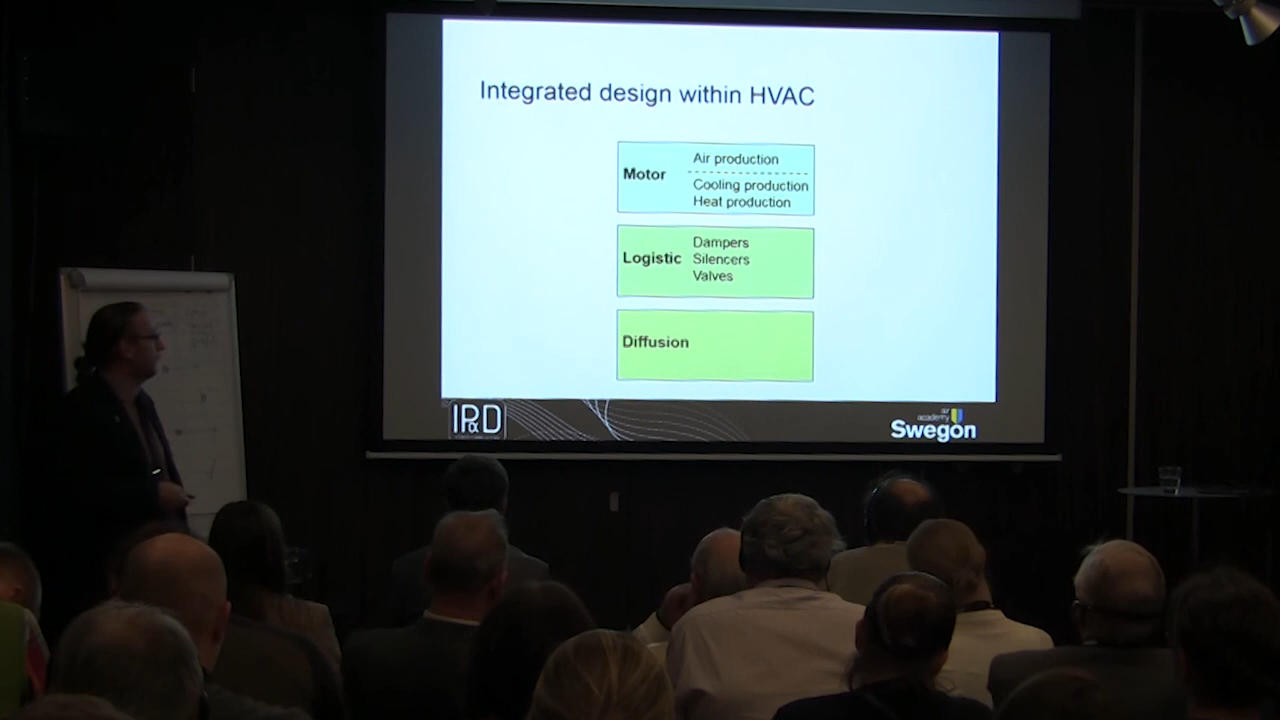 Integrated design within HVAC
Motor
Air production
Cooling production
Heat production
Logistic
Dampers
Silencers
Valves
Diffusion
IP&D
air
academy
Swegon